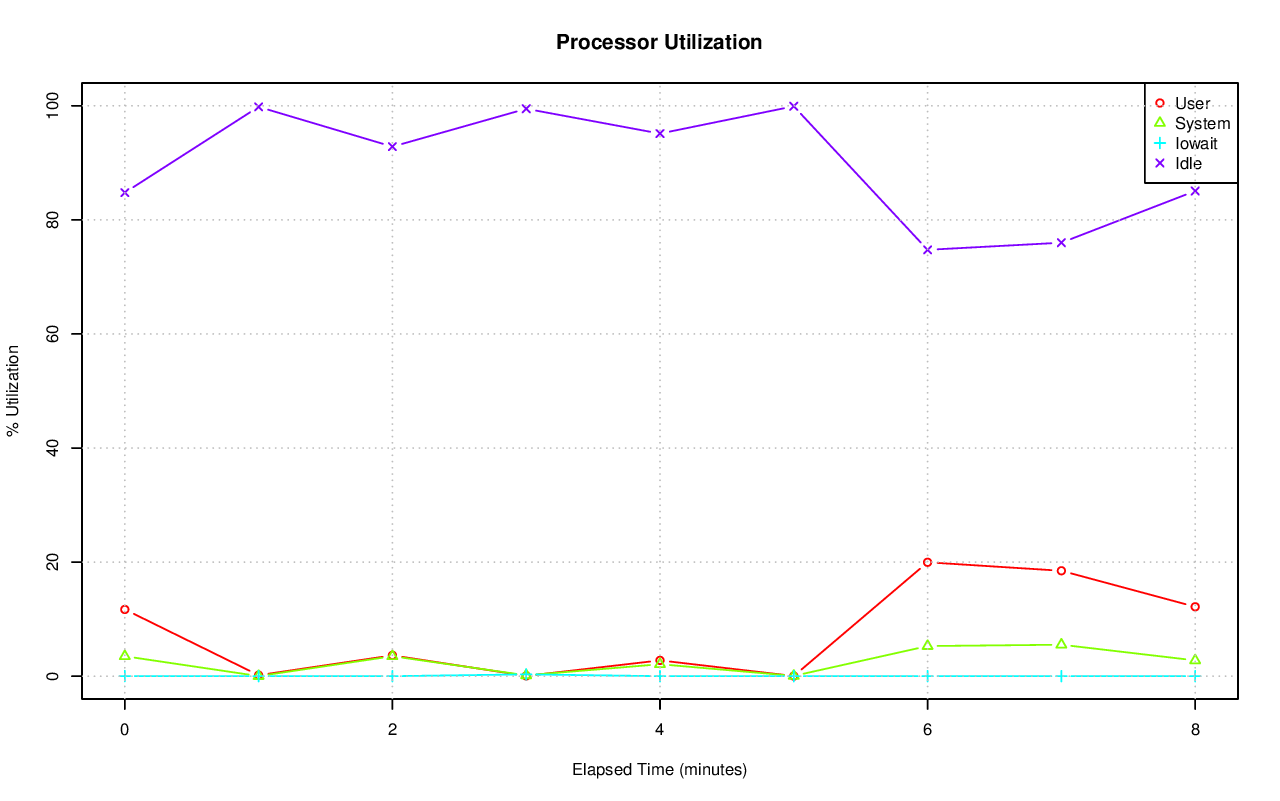 Processor Utilization
User
System
Iowait
Idle
% Utilization
100
80
60
40
20
0
0 2 4 6 8
Elapsed Time (minutes)